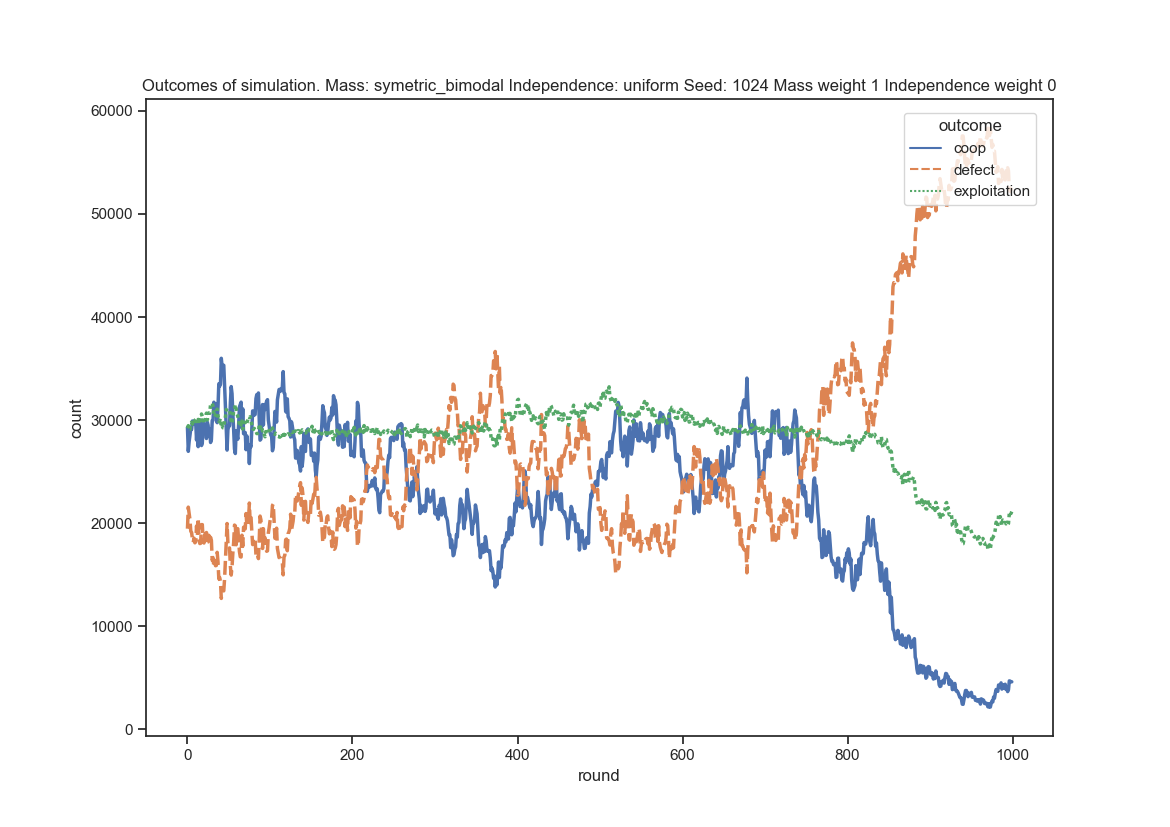 Outcomes of simulation. Mass: symetric_bimodal Independence: uniform Seed: 1024 Mass weight 1 Independence weight 0
60000
50000
40000
30000
20000
10000
0
count
outcome
coop
defect
exploitation
0
200
400
600
800
1000
round